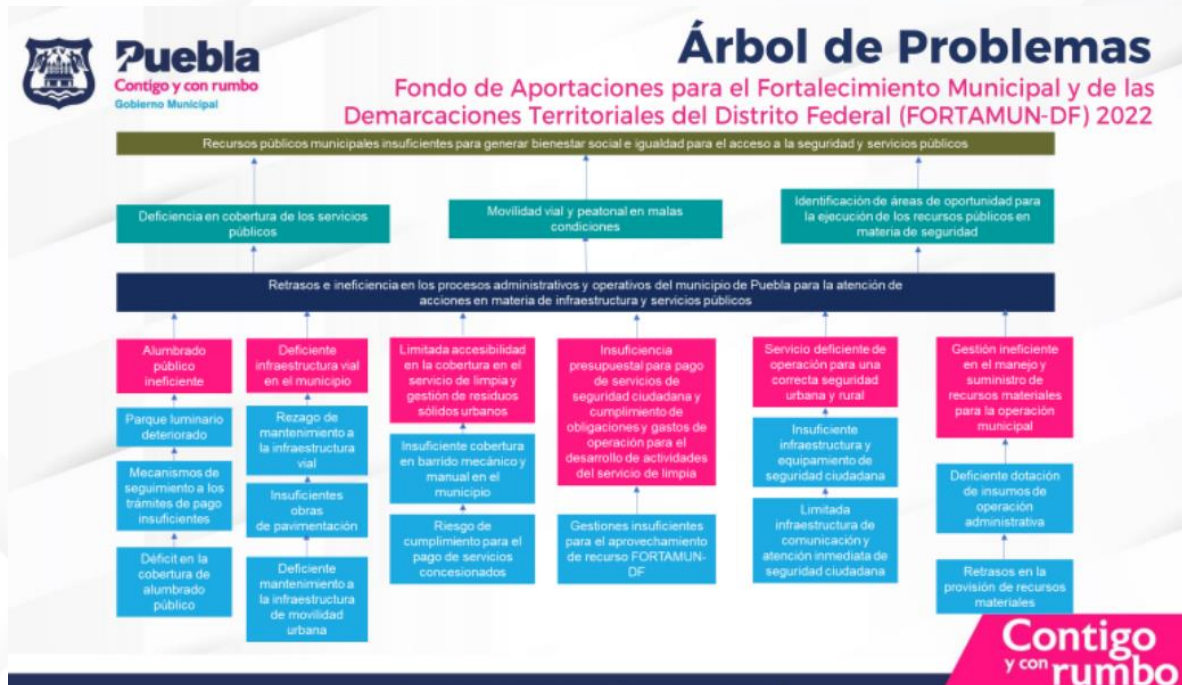 Puebla
Contigo y con rumbo
Gobierno Municipal
Árbol de Problemas
Fondo de Aportaciones para el Fortalecimiento Municipal y de las
Demarcaciones Territoriales del Distrito Federal (FORTAMUN-DF) 2022
Recursos públicos municipales insuficientes para generar bienestar social e igualdad para el acceso a la seguridad y servicios públicos
Deficiencia en cobertura de los servicios
públicos
Movilidad vial y peatonal en malas
condiciones
Identificación de áreas de oportunidad para
la ejecución de los recursos públicos en
materia de seguridad
Retrasos e ineficiencia en los procesos administrativos y operativos del municipio de Puebla para la atención de
acciones en materia de infraestructura y servicios públicos
Alumbrado
público
ineficiente
Parque luminario
deteriorado
Mecanismos de
seguimiento a los
trámites de pago
insuficientes
Déficit en la
cobertura de
alumbrado
público
Deficiente
infraestructura vial
en el municipio
Rezago de
mantenimiento a
la infraestructura
vial
Insuficientes
obras
de pavimentación
Deficiente
mantenimiento a
la infraestructura
de movilidad
urbana
Limitada accesibilidad
en la cobertura en el
servicio de limpia y
gestión de residuos
sólidos urbanos
Insuficiente cobertura
en barrido mecánico y
manual en el
municipio
Riesgo de
cumplimiento para el
pago de servicios
concesionados
Insuficiencia
presupuestal para pago
de servicios de
seguridad ciudadana y
cumplimiento de
obligaciones y gastos
de operación para el
desarrollo de actividades
del servicio de limpia
Gestiones insuficientes
para el aprovechamiento
de recurso FORTAMUN-
DF
Servicio deficiente de
operación para una
correcta seguridad
urbana y rural
Insuficiente
infraestructura y
equipamiento de
seguridad ciudadana
Limitada
infraestructura de
comunicación y
atención inmediata de
seguridad ciudadana
Gestión ineficiente
en el manejo y
suministro de
recursos materiales
para la operación
municipal
Deficiente dotación
de insumos de
operación
administrativa
Retrasos en la
provisión de recursos
materiales
Contigo
y con rumbo